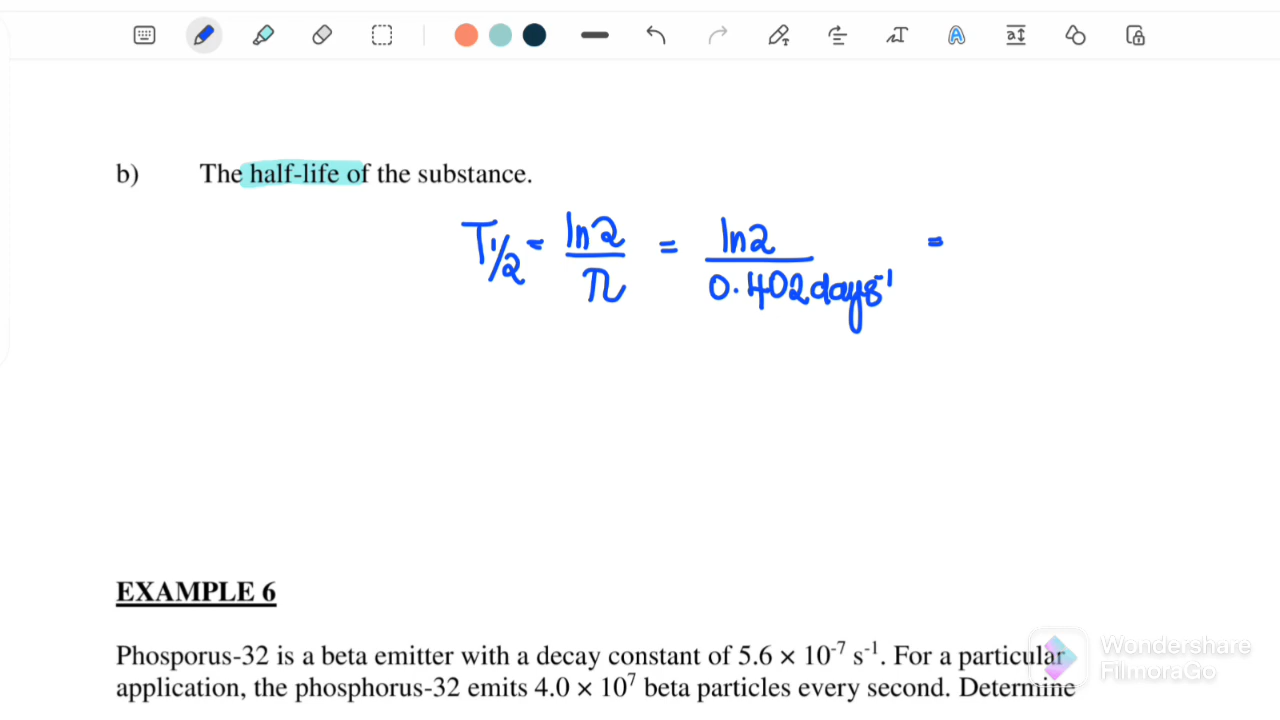 b) The half-life of the substance.
T1/2 = ln2/π = ln2/0.402days⁻¹ =
EXAMPLE 6
Phosporus-32 is a beta emitter with a decay constant of 5.6 × 10⁻⁷ s⁻¹. For a particular
application, the phosphorus-32 emits 4.0 × 10⁷ beta particles every second. Determine
Wondershare
FilmoraGo